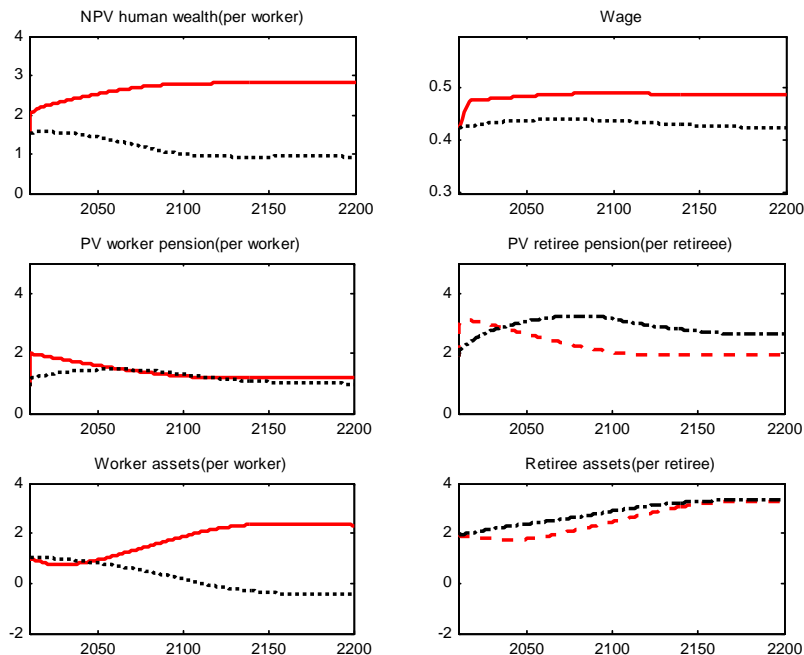 NPV human wealth(per worker)
Wage
4
3
2
1
0
2050 2100 2150 2200
0.5
0.4
0.3
2050 2100 2150 2200
PV worker pension(per worker)
PV retiree pension(per retireee)
4
2
0
2050 2100 2150 2200
4
2
0
2050 2100 2150 2200
Worker assets(per worker)
Retiree assets(per retiree)
4
2
0
-2
2050 2100 2150 2200
4
2
0
-2
2050 2100 2150 2200